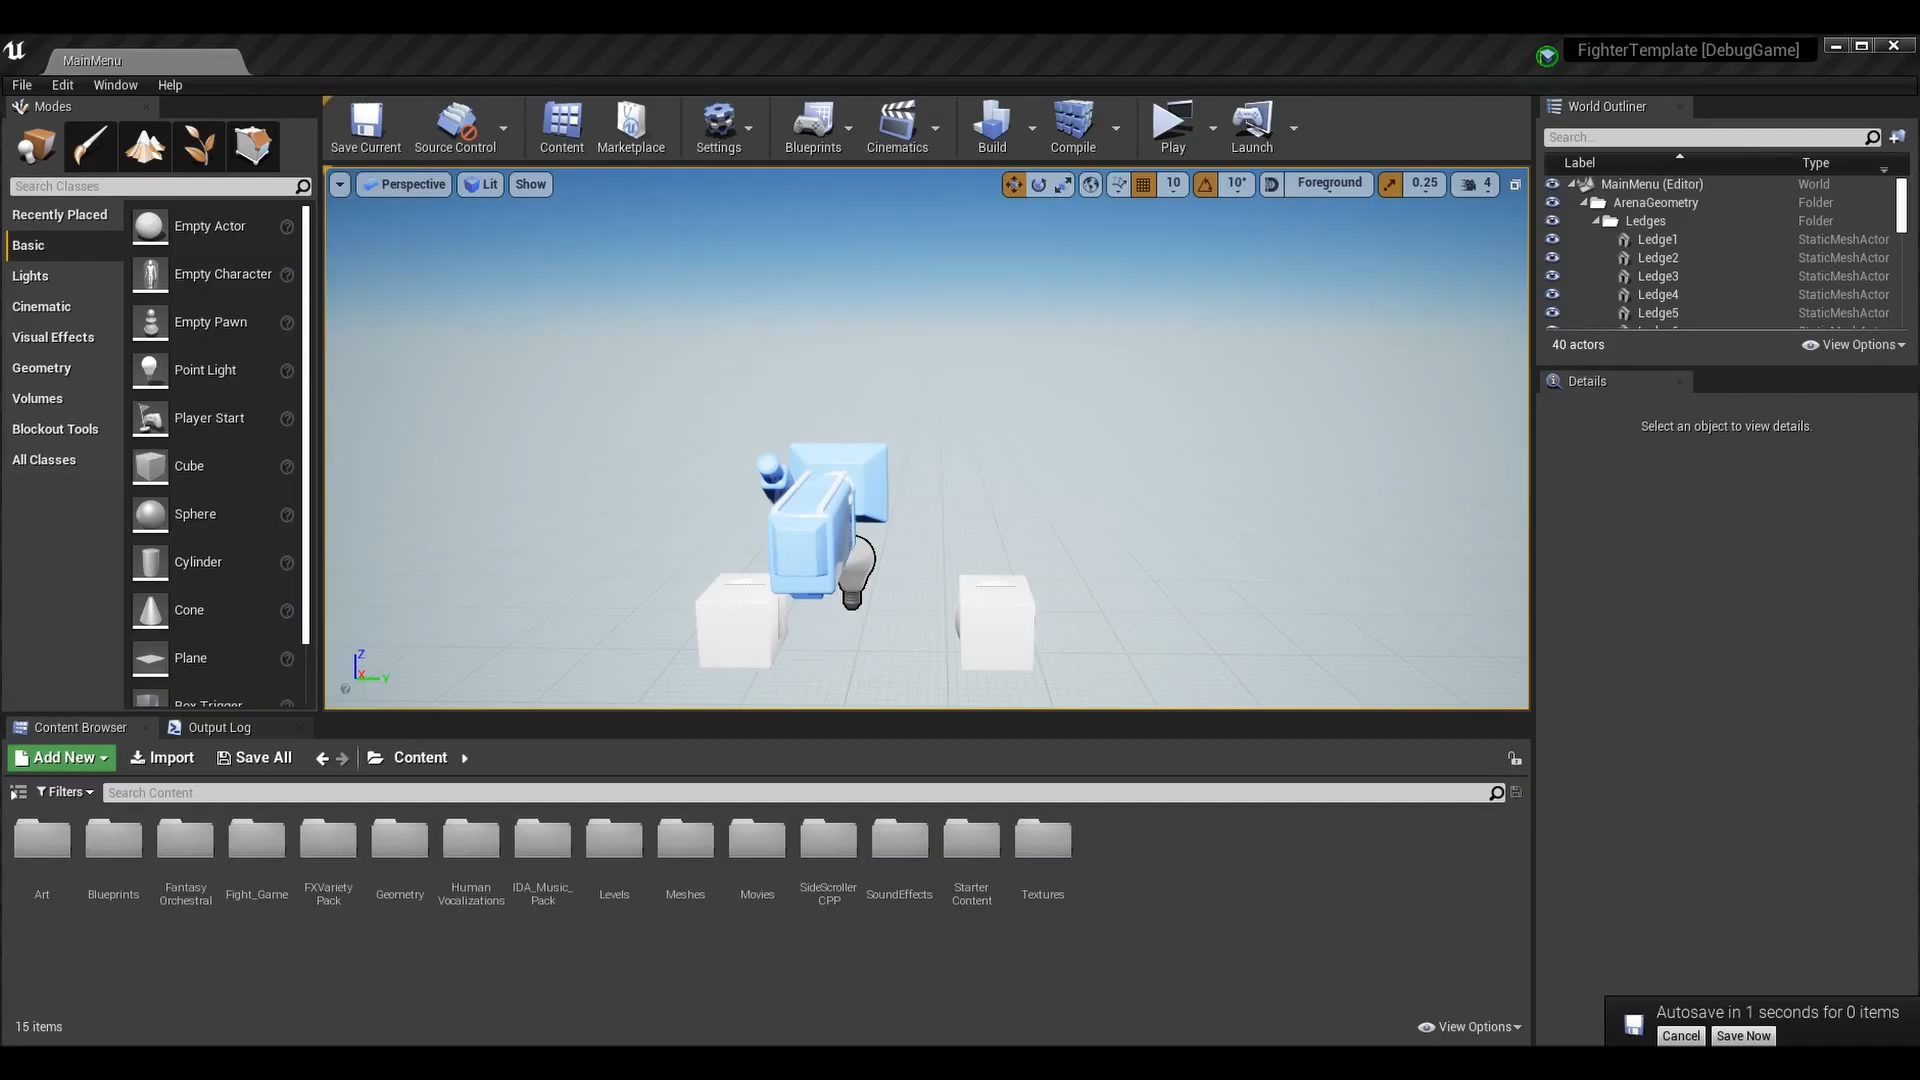 MainMenu
FighterTemplate [DebugGame]
File Edit Window Help
Modes
Search Classes
Recently Placed
Basic
Lights
Cinematic
Visual Effects
Geometry
Volumes
Blockout Tools
All Classes
Empty Actor
Empty Character
Empty Pawn
Point Light
Player Start
Cube
Sphere
Cylinder
Cone
Plane
Box Trigger
Save Current
Source Control
Content
Marketplace
Settings
Blueprints
Cinematics
Build
Compile
Play
Launch
Perspective Lit Show
10 10° Foreground 0.25 4
Z
X Y
World Outliner
Search...
Label Type
MainMenu (Editor) World
ArenaGeometry Folder
Ledges Folder
Ledge1 StaticMeshActor
Ledge2 StaticMeshActor
Ledge3 StaticMeshActor
Ledge4 StaticMeshActor
Ledge5 StaticMeshActor
40 actors
View Options
Details
Select an object to view details.
Content Browser
Output Log
Add New Import Save All Content
Filters Search Content
Art
Blueprints
Fantasy
Orchestral
Fight_Game
FXVariety
Pack
Geometry
Human
Vocalizations
IDA_Music_
Pack
Levels
Meshes
Movies
SideScroller
CPP
SoundEffects
Starter
Content
Textures
15 items
View Options
Autosave in 1 seconds for 0 items
Cancel Save Now